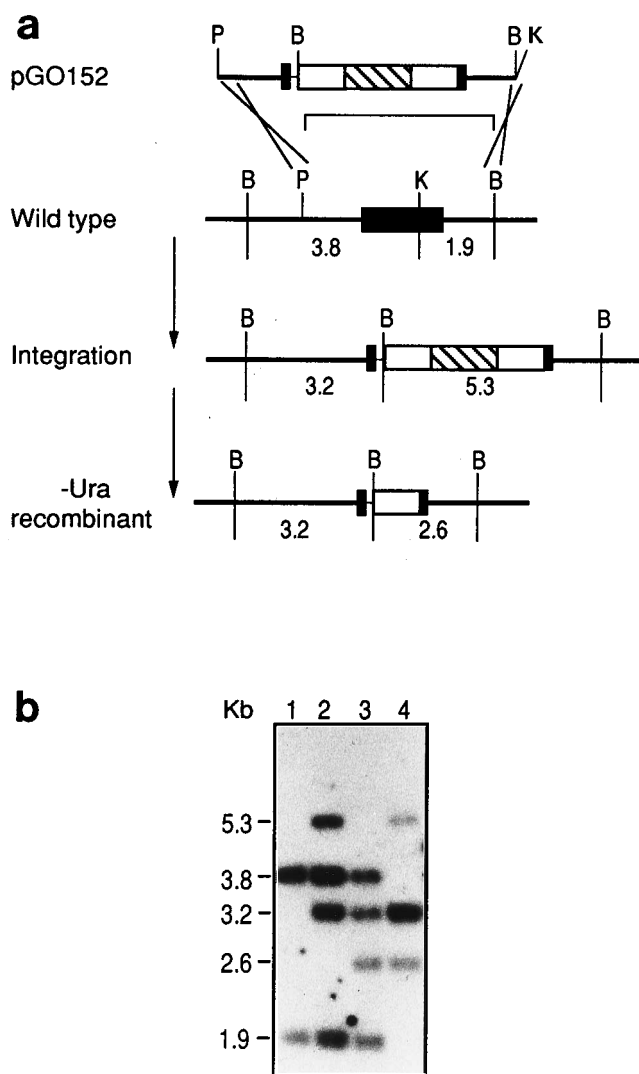 a
P B B K
pGO152
B P K B
Wild type
3.8 1.9
B B B
Integration
3.2 5.3
B B B
-Ura
recombinant
3.2 2.6
b
Kb 1 2 3 4
5.3
3.8
3.2
2.6
1.9